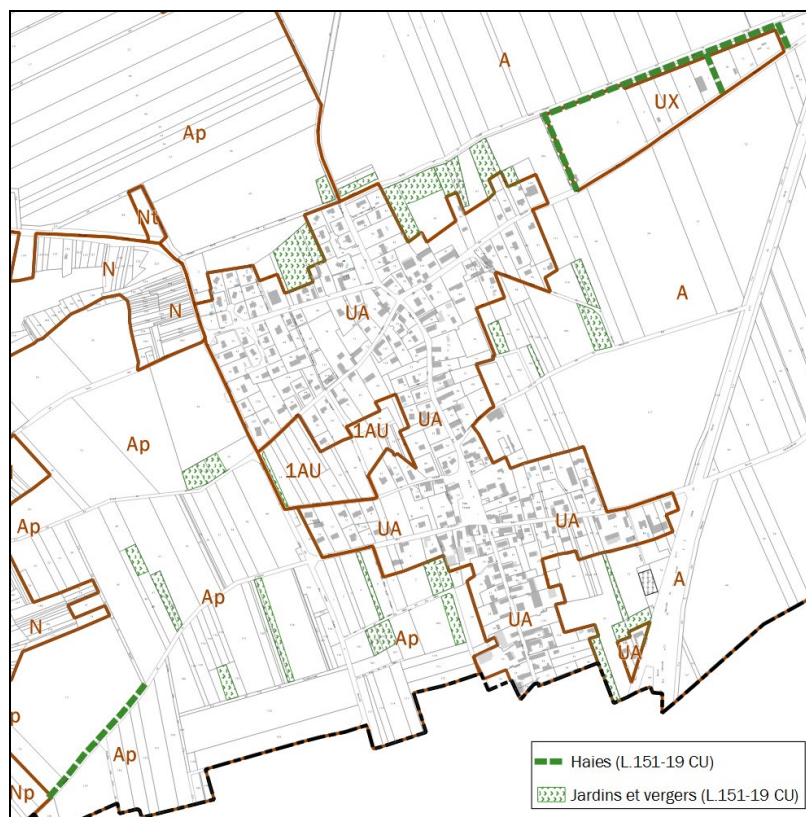 A
UX
Ap
Nt
N
N
A
UA
1AU
UA
Ap
1AU
UA
UA
Ap
Ap
A
N
Ap
UA
UA
p
Ap
Np
Haies (L.151-19 CU)
Jardins et vergers (L.151-19 CU)